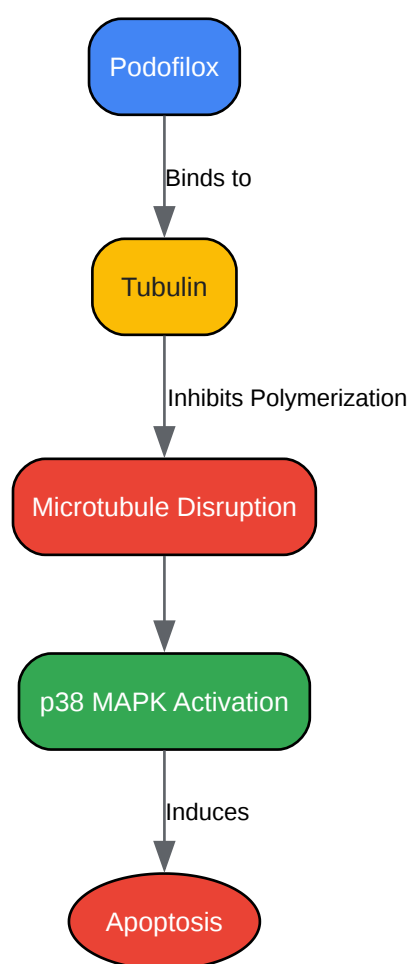 Podofilox
Binds to
Tubulin
Inhibits Polymerization
Microtubule Disruption
p38 MAPK Activation
Induces
Apoptosis